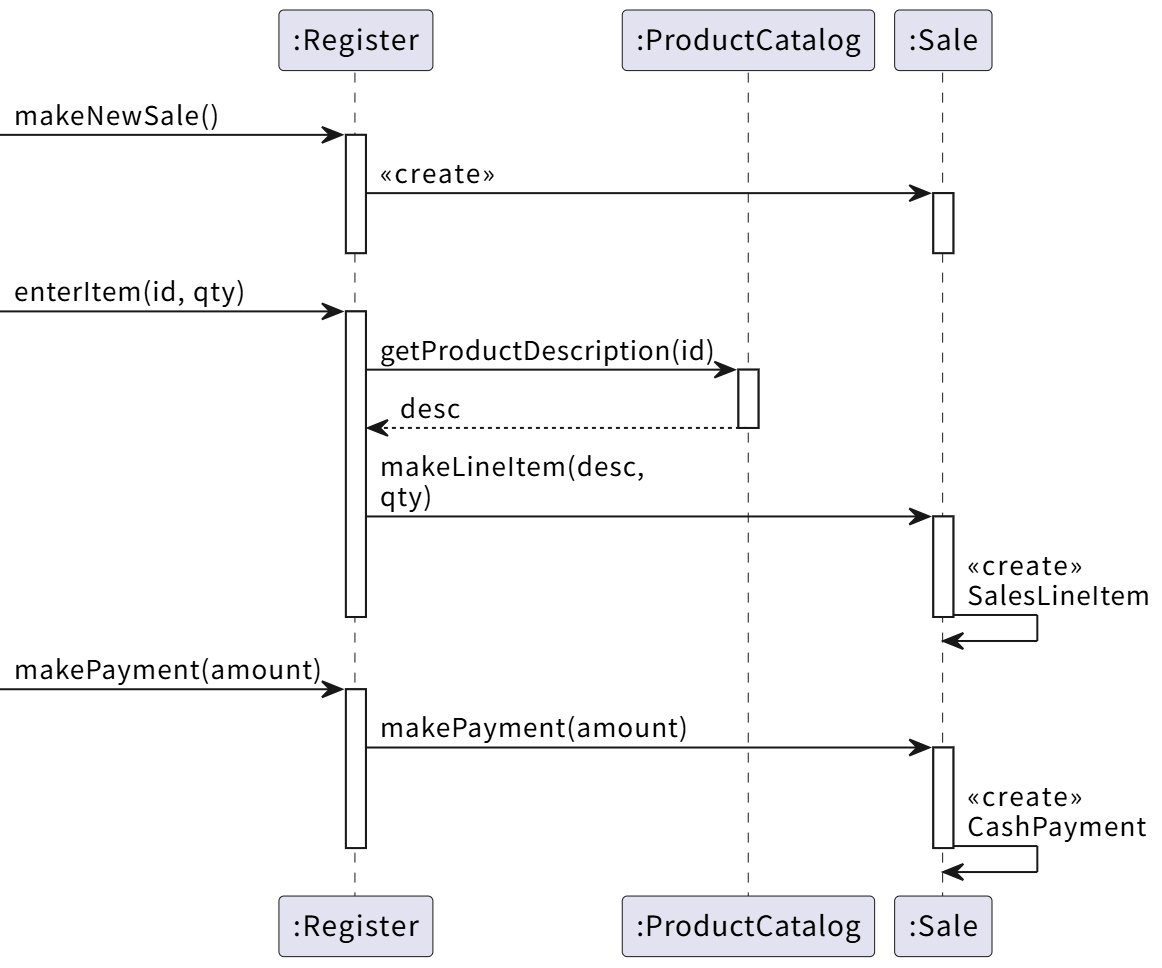 :Register
:ProductCatalog
:Sale
makeNewSale()
«create»
enterItem(id, qty)
getProductDescription(id)
desc
makeLineItem(desc,
qty)
«create»
SalesLineItem
makePayment(amount)
makePayment(amount)
«create»
CashPayment
:Register
:ProductCatalog
:Sale